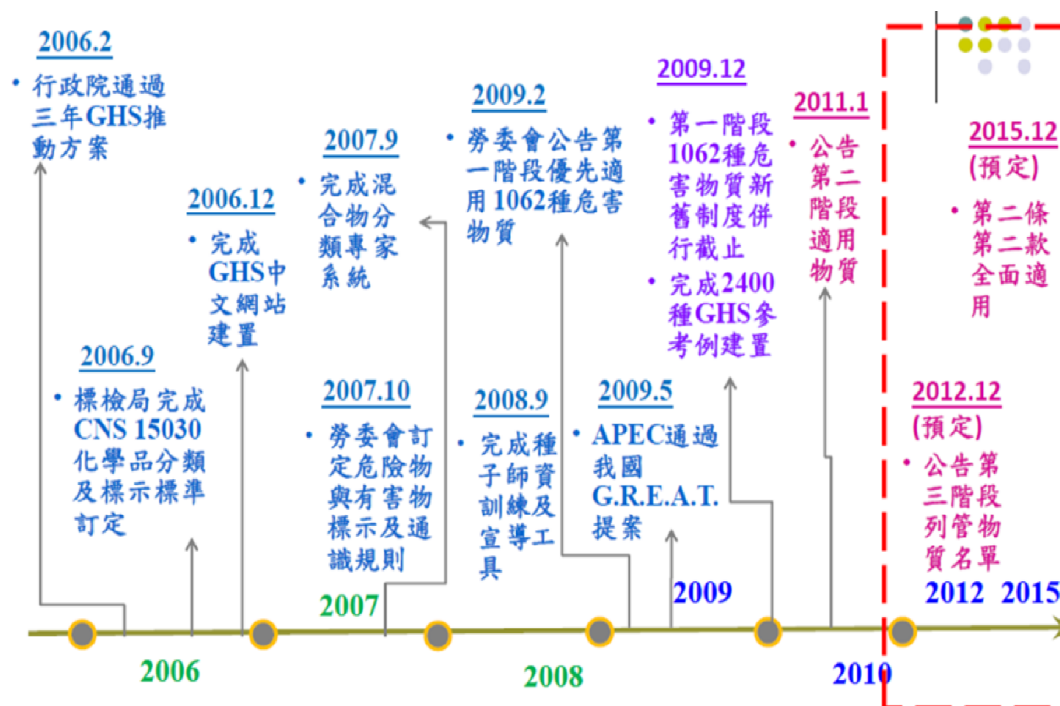 2006.2
• 行政院通過
三年GHS推
動方案
2006.9
• 標檢局完成
CNS 15030
化學品分類
及標示標準
訂定
2006.12
• 完成
GHS中
文網站
建置
2007.9
• 完成混
合物分
類專家
系統
2007.10
• 勞委會訂
定危險物
與有害物
標示及通
識規則
2009.2
• 勞委會公告第
一階段優先適
用1062種危害
物質
2008.9
• 完成種
子師資
訓練及
宣導工
具
2009.5
• APEC通過
我國
G.R.E.A.T.
提案
2009.12
• 第一階段
1062種危
害物質新
舊制度併
行截止
• 完成2400
種GHS參
考例建置
2011.1
• 公告
第二
階段
適用
物質
2015.12
(預定)
• 第二條
第二款
全面適
用
2012.12
(預定)
• 公告第
三階段
列管物
質名單
2006
2007
2008
2009
2010
2012
2015